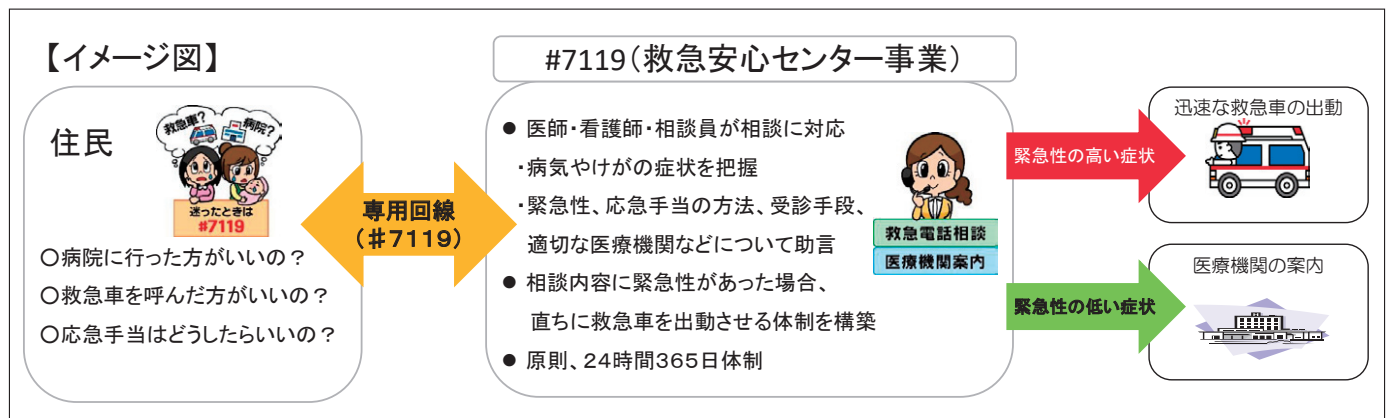 【イメージ図】
住民
救急車?
病院?
迷ったときは
#7119
○病院に行った方がいいの?
○救急車を呼んだ方がいいの?
○応急手当はどうしたらいいの?
専用回線
(#7119)
#7119(救急安心センター事業)
● 医師・看護師・相談員が相談に対応
・病気やけがの症状を把握
・緊急性、応急手当の方法、受診手段、
適切な医療機関などについて助言
● 相談内容に緊急性があった場合、
直ちに救急車を出動させる体制を構築
● 原則、24時間365日体制
救急電話相談
医療機関案内
緊急性の高い症状
迅速な救急車の出動
緊急性の低い症状
医療機関の案内